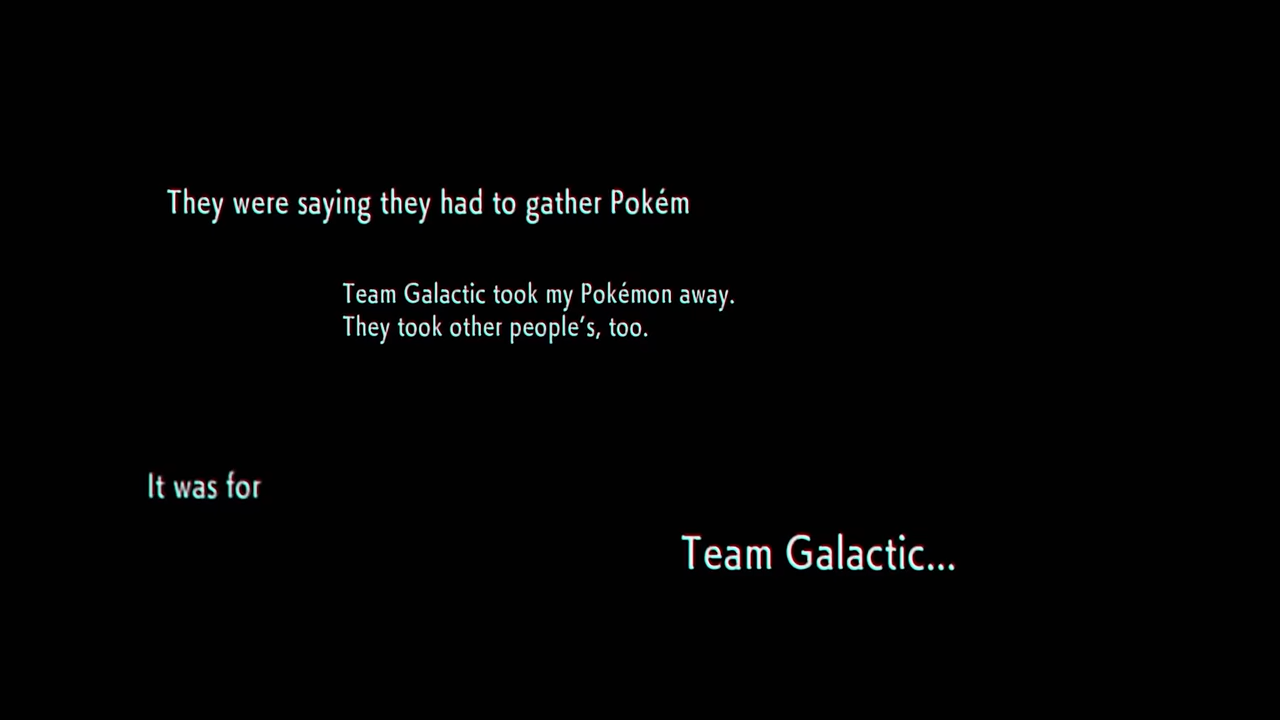 They were saying they had to gather Pokém
Team Galactic took my Pokémon away.
They took other people's, too.
It was for
Team Galactic...